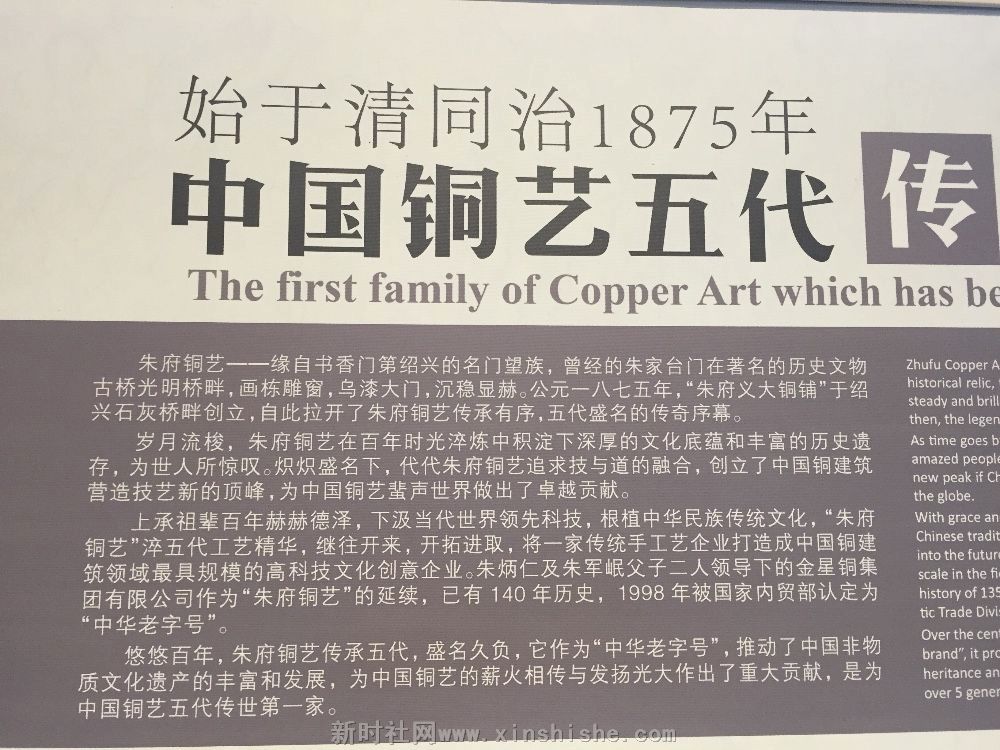 始于清同治1875年
中国铜艺五代传
The first family of Copper Art which has be
朱府铜艺——缘自书香门第绍兴的名门望族，曾经的朱家台门在著名的历史文物
古桥光明桥畔，画栋雕窗，乌漆大门，沉稳显赫。公元一八七五年，“朱府义大铜铺”于绍
兴石灰桥畔创立，自此拉开了朱府铜艺传承有序，五代盛名的传奇序幕。
岁月流梭，朱府铜艺在百年时光淬炼中积淀下深厚的文化底蕴和丰富的历史遗
存，为世人所惊叹。炽炽盛名下，代代朱府铜艺追求技与道的融合，创立了中国铜建筑
营造技艺新的顶峰，为中国铜艺蜚声世界做出了卓越贡献。
上承祖辈百年赫赫德泽，下汲当代世界领先科技，根植中华民族传统文化，“朱府
铜艺”淬五代工艺精华，继往开来，开拓进取，将一家传统手工艺企业打造成中国铜建
筑领域最具规模的高科技文化创意企业。朱炳仁及朱军岷父子二人领导下的金星铜集
团有限公司作为“朱府铜艺”的延续，已有140年历史，1998年被国家内贸部认定为
“中华老字号”。
悠悠百年，朱府铜艺传承五代，盛名久负，它作为“中华老字号”，推动了中国非物
质文化遗产的丰富和发展，为中国铜艺的薪火相传与发扬光大作出了重大贡献，是为
中国铜艺五代传世第一家。
Zhufu Copper A
historical relic,
steady and brill
then, the legen
As time goes b
amazed people
new peak if Ch
the globe.
With grace an
Chinese tradit
into the future
scale in the fi
history of 135
tic Trade Divi
Over the cent
brand”, it pro
heritance an
over 5 gener
新时社网www.xinshishe.com